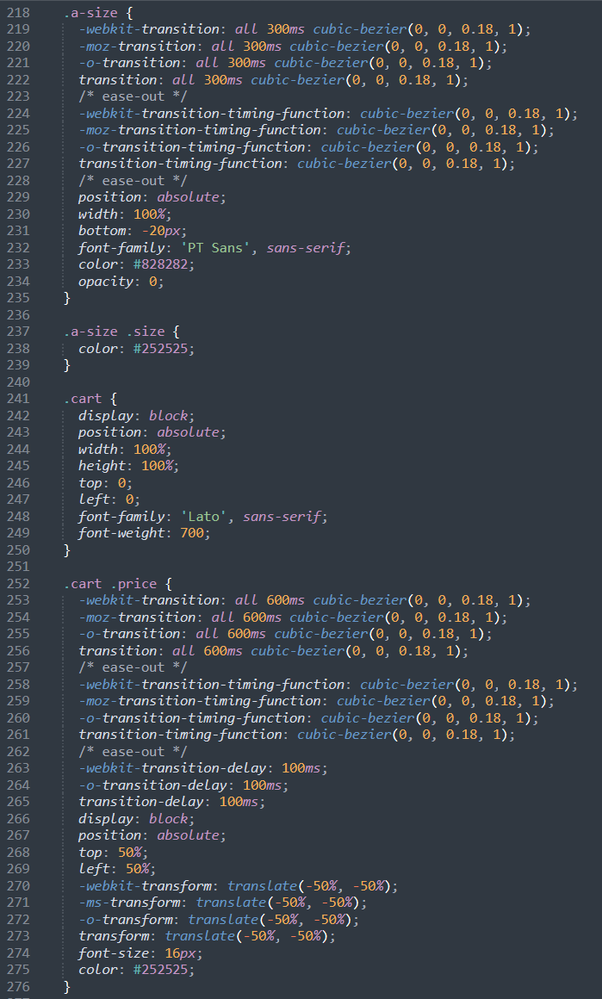 218 .a-size {
219 -webkit-transition: all 300ms cubic-bezier(0, 0, 0.18, 1);
220 -moz-transition: all 300ms cubic-bezier(0, 0, 0.18, 1);
221 -o-transition: all 300ms cubic-bezier(0, 0, 0.18, 1);
222 transition: all 300ms cubic-bezier(0, 0, 0.18, 1);
223 /* ease-out */
224 -webkit-transition-timing-function: cubic-bezier(0, 0, 0.18, 1);
225 -moz-transition-timing-function: cubic-bezier(0, 0, 0.18, 1);
226 -o-transition-timing-function: cubic-bezier(0, 0, 0.18, 1);
227 transition-timing-function: cubic-bezier(0, 0, 0.18, 1);
228 /* ease-out */
229 position: absolute;
230 width: 100%;
231 bottom: -20px;
232 font-family: 'PT Sans', sans-serif;
233 color: #828282;
234 opacity: 0;
235 }
236
237 .a-size .size {
238 color: #252525;
239 }
240
241 .cart {
242 display: block;
243 position: absolute;
244 width: 100%;
245 height: 100%;
246 top: 0;
247 left: 0;
248 font-family: 'Lato', sans-serif;
249 font-weight: 700;
250 }
251
252 .cart .price {
253 -webkit-transition: all 600ms cubic-bezier(0, 0, 0.18, 1);
254 -moz-transition: all 600ms cubic-bezier(0, 0, 0.18, 1);
255 -o-transition: all 600ms cubic-bezier(0, 0, 0.18, 1);
256 transition: all 600ms cubic-bezier(0, 0, 0.18, 1);
257 /* ease-out */
258 -webkit-transition-timing-function: cubic-bezier(0, 0, 0.18, 1);
259 -moz-transition-timing-function: cubic-bezier(0, 0, 0.18, 1);
260 -o-transition-timing-function: cubic-bezier(0, 0, 0.18, 1);
261 transition-timing-function: cubic-bezier(0, 0, 0.18, 1);
262 /* ease-out */
263 -webkit-transition-delay: 100ms;
264 -o-transition-delay: 100ms;
265 transition-delay: 100ms;
266 display: block;
267 position: absolute;
268 top: 50%;
269 left: 50%;
270 -webkit-transform: translate(-50%, -50%);
271 -ms-transform: translate(-50%, -50%);
272 -o-transform: translate(-50%, -50%);
273 transform: translate(-50%, -50%);
274 font-size: 16px;
275 color: #252525;
276 }